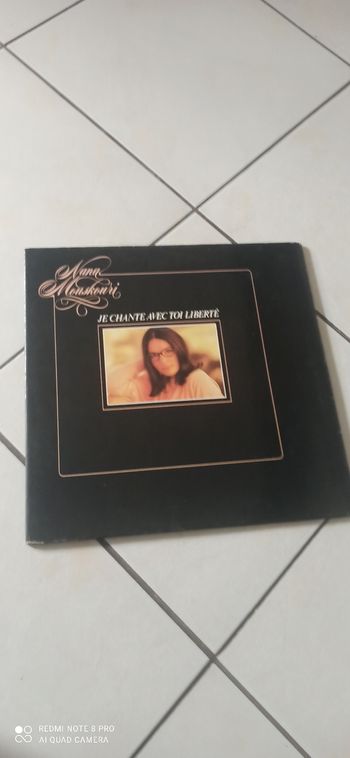 Nana
Mouskouri
JE CHANTE AVEC TOI LIBERTÉ
REDMI NOTE 8 PRO
AI QUAD CAMERA